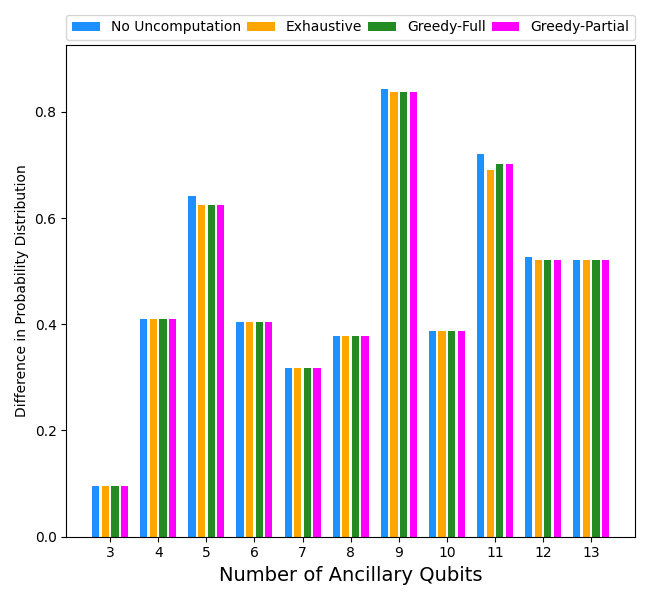 No Uncomputation Exhaustive Greedy-Full Greedy-Partial
Difference in Probability Distribution
0.8
0.6
0.4
0.2
0.0
3 4 5 6 7 8 9 10 11 12 13
Number of Ancillary Qubits